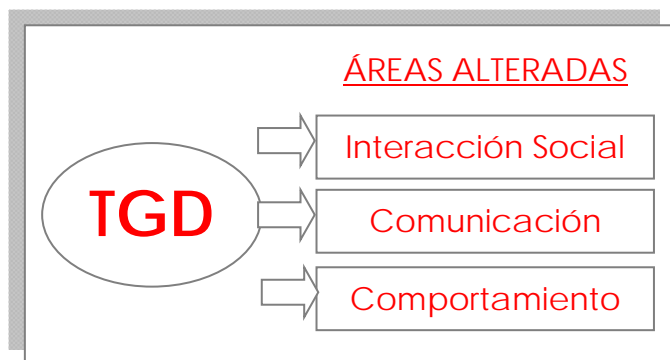 ÁREAS ALTERADAS
Interacción Social
TGD
Comunicación
Comportamiento